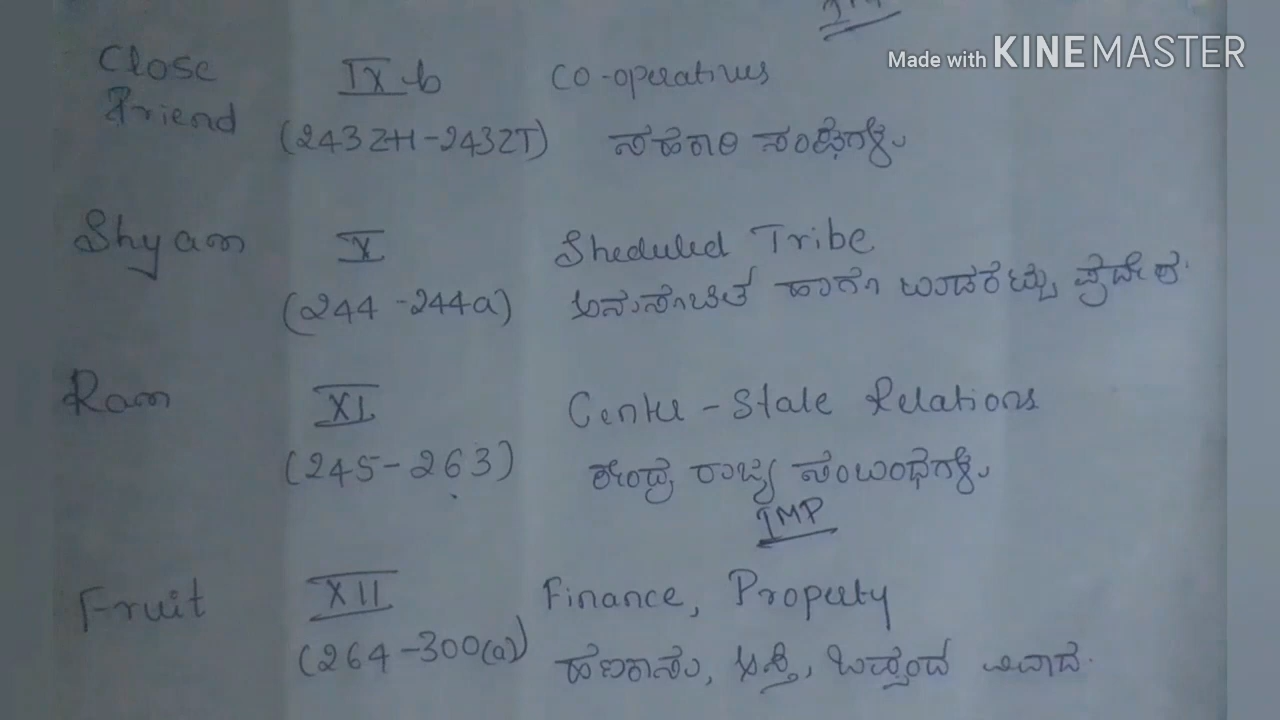 Made with KINEMASTER
Close IX b Co-operatives
Friend (243ZH-243ZT) ಸಹಕಾರಿ ಸಂಘಗಳು
Shyam X Sheduled Tribe
(244-244a) ಅನುಸೂಚಿತ ಹಾಗೂ ಬುಡಕಟ್ಟು ಪ್ರದೇಶ
Ram XI Centre-State Relations
(245-263) ಕೇಂದ್ರ ರಾಜ್ಯ ಸಂಬಂಧಗಳು
IMP
Fruit XII Finance, Property
(264-300(a)) ಹಣಕಾಸು, ಆಸ್ತಿ, ಒಪ್ಪಂದ ವಿವಾದ